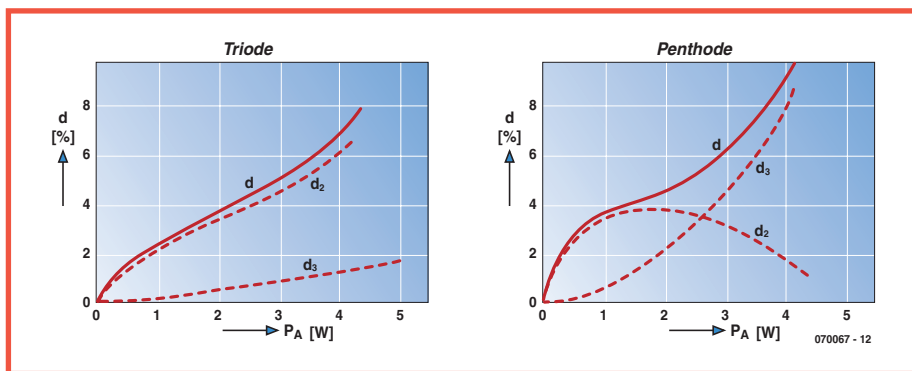 Triode
d
[%]
8
6
4
2
0
d
d2
d3
0 1 2 3 4 5
PA [W]
Penthode
d
[%]
8
6
4
2
0
d
d3
d2
0 1 2 3 4 5
PA [W]
070067 - 12